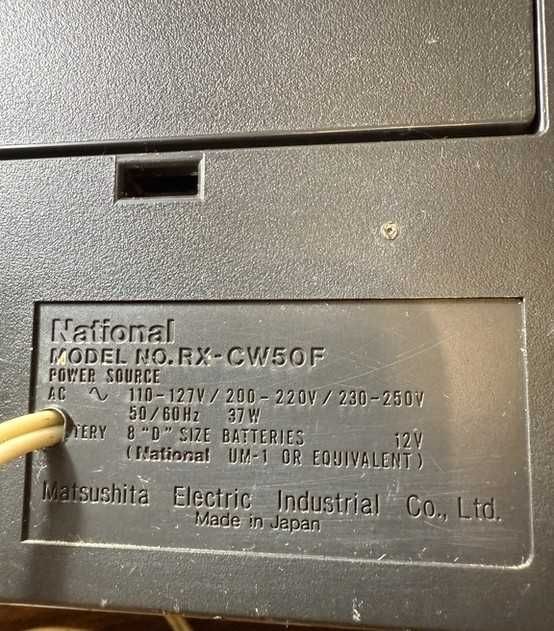 National
MODEL NO. RX-CW50F
POWER SOURCE
AC ∿ 110-127V / 200-220V / 230-250V
50/60Hz 37W
8 "D" SIZE BATTERIES 12V
(National UM-1 OR EQUIVALENT)
Matsushita Electric Industrial Co., Ltd.
Made in Japan